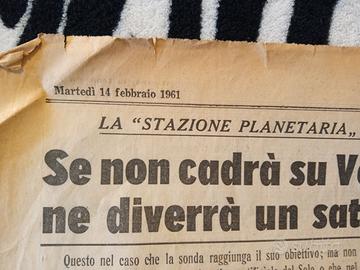 Martedì 14 febbraio 1961
LA "STAZIONE PLANETARIA„
Se non cadrà su Ve
ne diverrà un sat
Questo nel caso che la sonda raggiunga il suo obiettivo; ma non